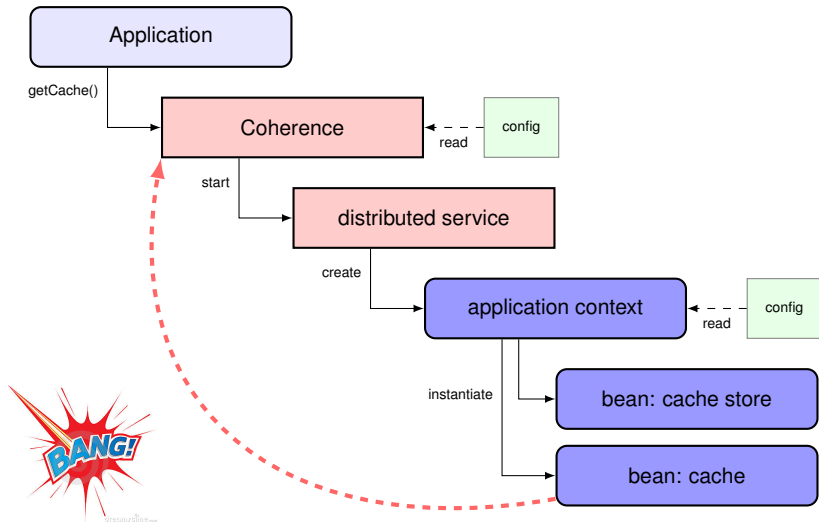 Application
getCache()
Coherence
config
read
start
distributed service
create
application context
config
read
instantiate
bean: cache store
BANG!
bean: cache